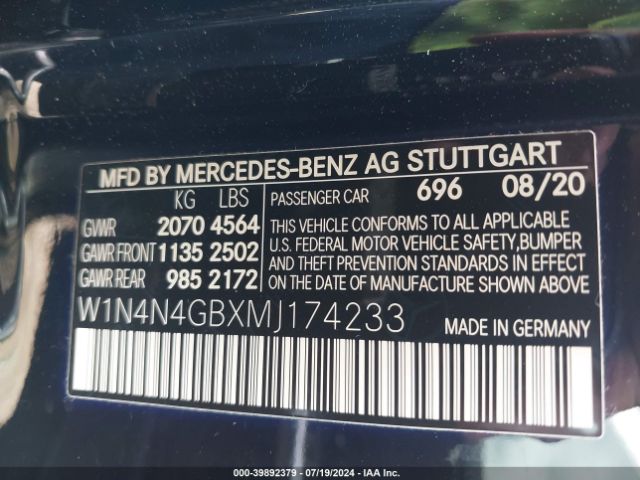 MFD BY MERCEDES-BENZ AG STUTTGART
KG LBS
GVWR 2070 4564
GAWR FRONT 1135 2502
GAWR REAR 985 2172
PASSENGER CAR 696 08/20
THIS VEHICLE CONFORMS TO ALL APPLICABLE
U.S. FEDERAL MOTOR VEHICLE SAFETY,BUMPER
AND THEFT PREVENTION STANDARDS IN EFFECT
ON THE DATE OF MANUFACTURE SHOWN ABOVE
W1N4N4GBXMJ174233 MADE IN GERMANY
000-39892379 - 07/19/2024 - IAA Inc.